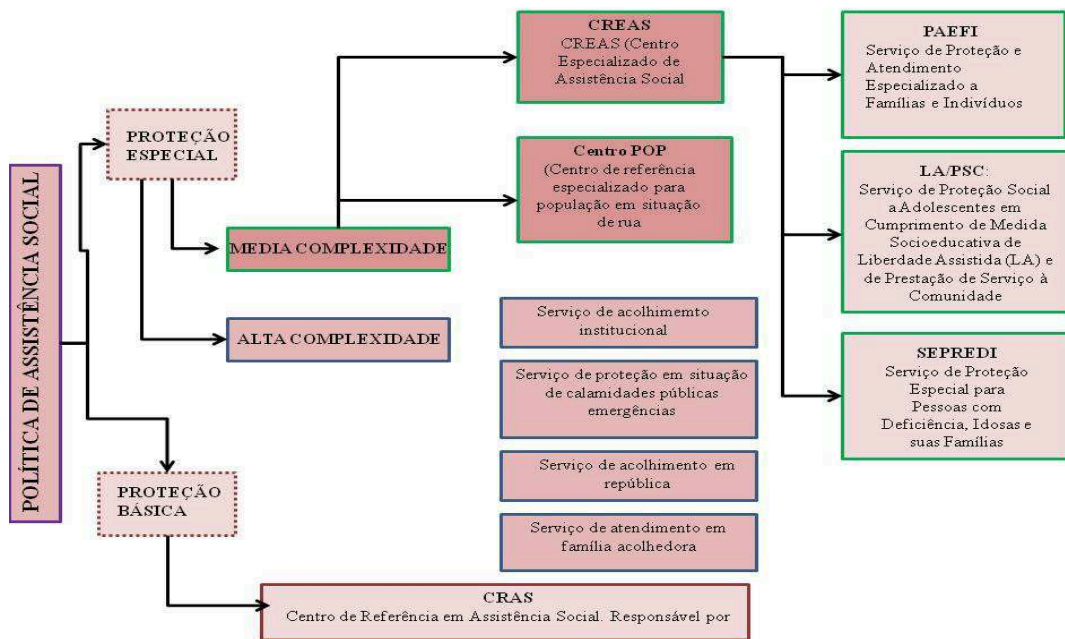 POLÍTICA DE ASSISTÊNCIA SOCIAL
PROTEÇÃO
ESPECIAL
MEDIA COMPLEXIDADE
ALTA COMPLEXIDADE
PROTEÇÃO
BÁSICA
CREAS
CREAS (Centro
Especializado de
Assistência Social
Centro POP
(Centro de referência
especializado para
população em situação
de rua
Serviço de acolhimemto
institucional
Serviço de proteção em situação
de calamidades públicas
emergências
Serviço de acolhimento em
república
Serviço de atendimento em
família acolhedora
CRAS
Centro de Referência em Assistência Social. Responsável por
PAEFI
Serviço de Proteção e
Atendimento
Especializado a
Famílias e Indivíduos
LA/PSC:
Serviço de Proteção Social
a Adolescentes em
Cumprimento de Medida
Socioeducativa de
Liberdade Assistida (LA) e
de Prestação de Serviço à
Comunidade
SEPREDI
Serviço de Proteção
Especial para
Pessoas com
Deficiência, Idosas e
suas Famílias